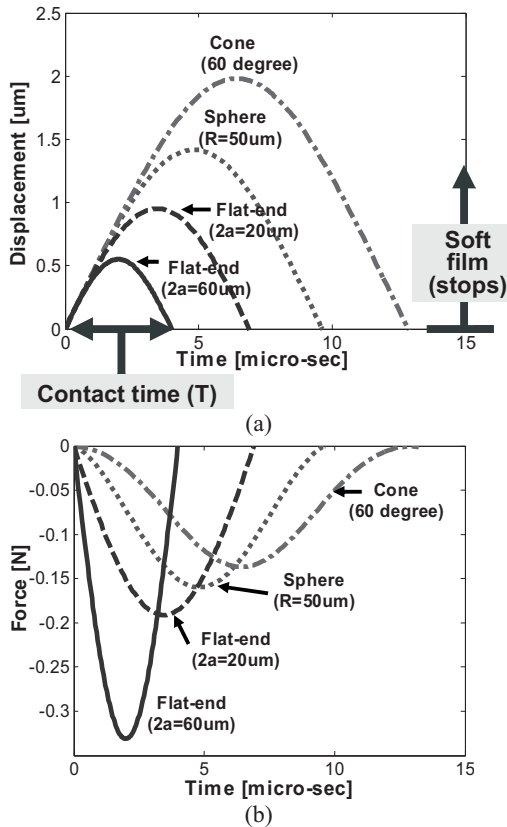 2.5
2
1.5
1
0.5
0
Displacement [um]
Cone
(60 degree)
Sphere
(R=50um)
Flat-end
(2a=20um)
Flat-end
(2a=60um)
Soft
film
(stops)
0
5
10
15
Time [micro-sec]
Contact time (T)
(a)
0
-0.05
-0.1
-0.15
-0.2
-0.25
-0.3
Force [N]
Cone
(60 degree)
Sphere
(R=50um)
Flat-end
(2a=20um)
Flat-end
(2a=60um)
0
5
10
15
Time [micro-sec]
(b)